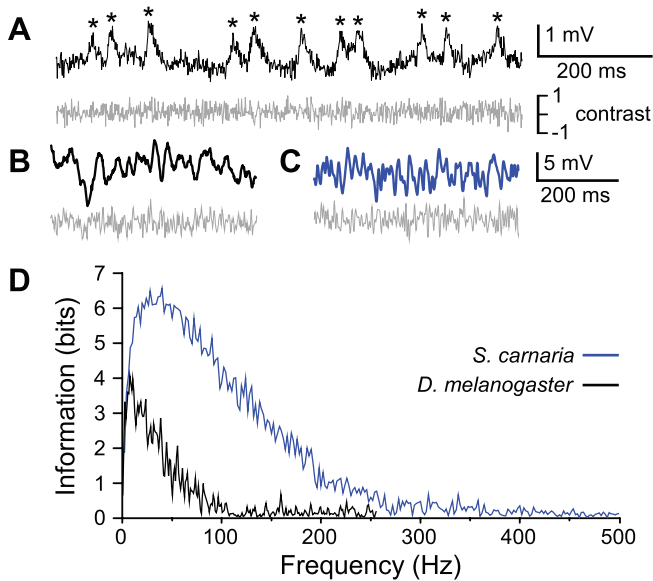 A
* * * * * * * * * * *
1 mV
200 ms
1
contrast
-1
B
C
5 mV
200 ms
D
7
6
5
4
3
2
1
0
Information (bits)
S. carnaria
D. melanogaster
0 100 200 300 400 500
Frequency (Hz)